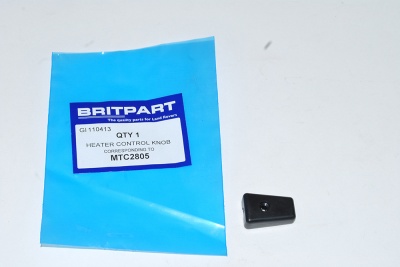 BRITPART
The quality parts for Land Rovers
GI 110413
QTY 1
HEATER CONTROL KNOB
CORRESPONDING TO
MTC2805